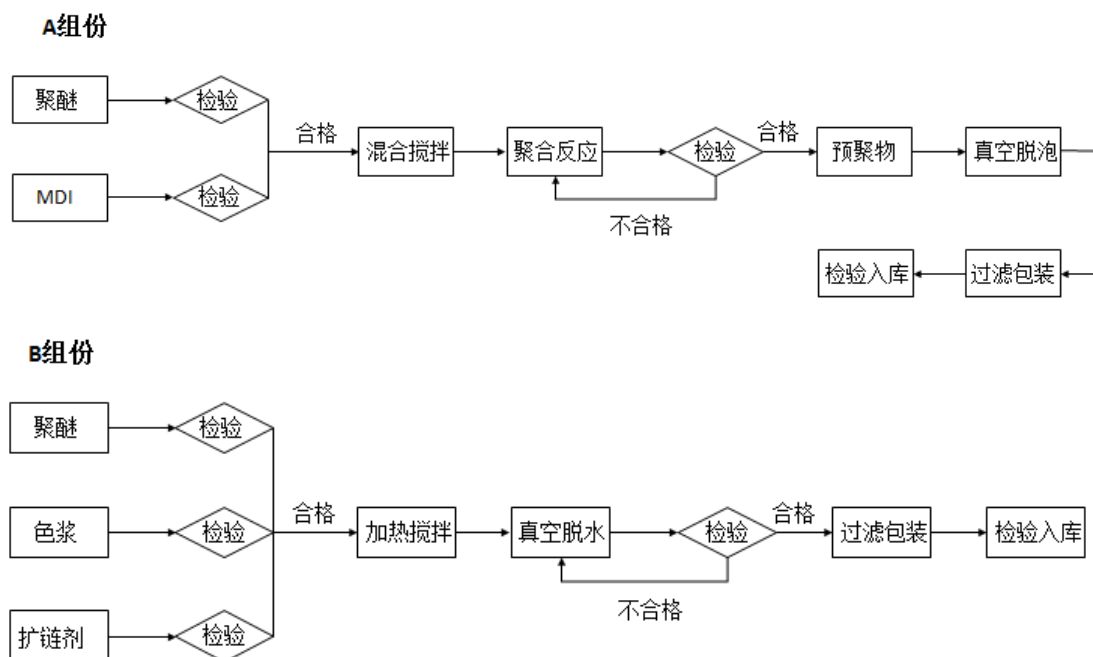 A组份
聚醚
检验
合格
混合搅拌
聚合反应
检验
合格
预聚物
真空脱泡
MDI
检验
不合格
检验入库
过滤包装
B组份
聚醚
检验
色浆
检验
合格
加热搅拌
真空脱水
检验
合格
过滤包装
检验入库
不合格
扩链剂
检验